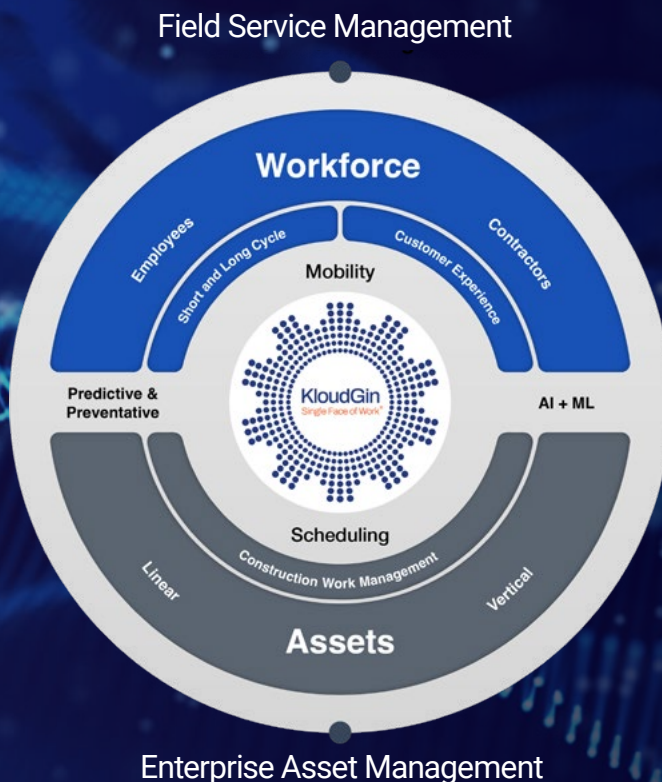 Field Service Management
Workforce
Employees
Contractors
Short and Long Cycle
Customer Experience
Mobility
Predictive &
Preventative
KloudGin
Single Face of Work®
AI + ML
Scheduling
Construction Work Management
Linear
Vertical
Assets
Enterprise Asset Management